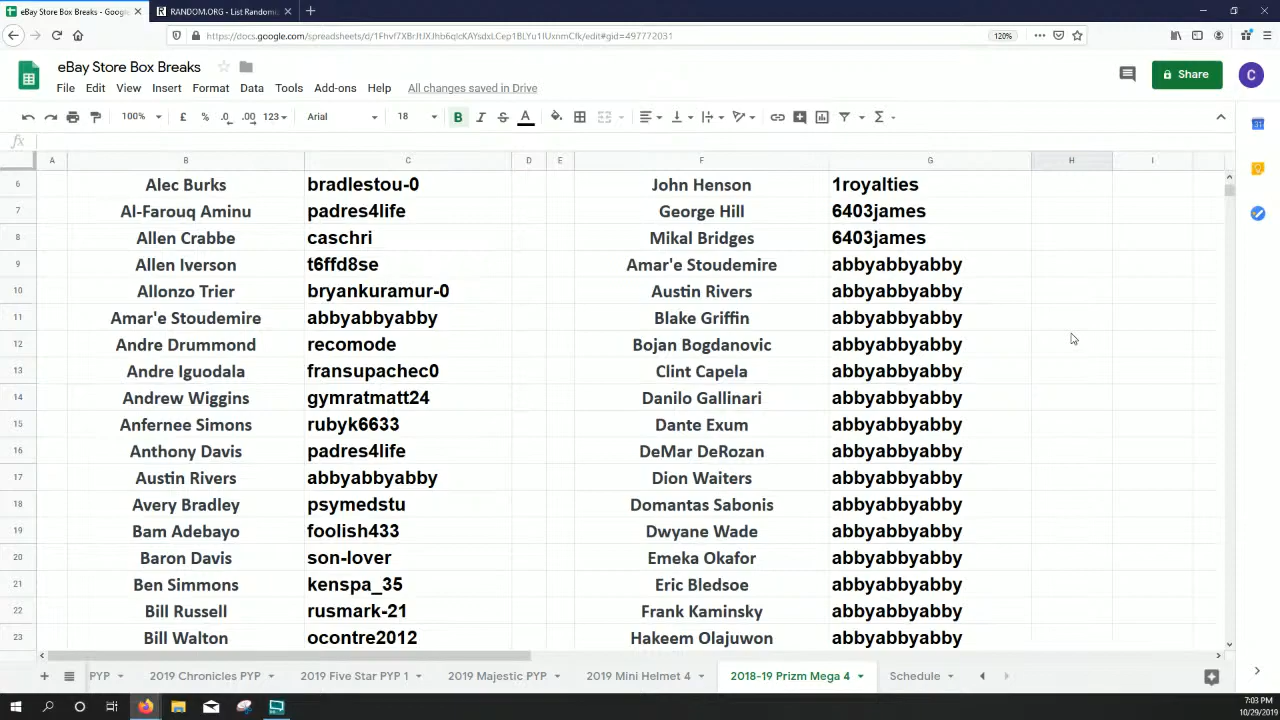 eBay Store Box Breaks - Google
RANDOM.ORG - List Randomiz
eBay Store Box Breaks
File Edit View Insert Format Data Tools Add-ons Help All changes saved in Drive
Share
C
100% £ % .0 .00 123 Arial 18 B I S A
120%
fx
A B C D E F G H I
6 Alec Burks bradlestou-0 John Henson 1royalties
7 Al-Farouq Aminu padres4life George Hill 6403james
8 Allen Crabbe caschri Mikal Bridges 6403james
9 Allen Iverson t6ffd8se Amar'e Stoudemire abbyabbyabby
10 Allonzo Trier bryankuramur-0 Austin Rivers abbyabbyabby
11 Amar'e Stoudemire abbyabbyabby Blake Griffin abbyabbyabby
12 Andre Drummond recomode Bojan Bogdanovic abbyabbyabby
13 Andre Iguodala fransupachec0 Clint Capela abbyabbyabby
14 Andrew Wiggins gymratmatt24 Danilo Gallinari abbyabbyabby
15 Anfernee Simons rubyk6633 Dante Exum abbyabbyabby
16 Anthony Davis padres4life DeMar DeRozan abbyabbyabby
17 Austin Rivers abbyabbyabby Dion Waiters abbyabbyabby
18 Avery Bradley psymedstu Domantas Sabonis abbyabbyabby
19 Bam Adebayo foolish433 Dwyane Wade abbyabbyabby
20 Baron Davis son-lover Emeka Okafor abbyabbyabby
21 Ben Simmons kenspa_35 Eric Bledsoe abbyabbyabby
22 Bill Russell rusmark-21 Frank Kaminsky abbyabbyabby
23 Bill Walton ocontre2012 Hakeem Olajuwon abbyabbyabby
PYP 2019 Chronicles PYP 2019 Five Star PYP 1 2019 Majestic PYP 2019 Mini Helmet 4 2018-19 Prizm Mega 4 Schedule
7:03 PM
10/29/2019